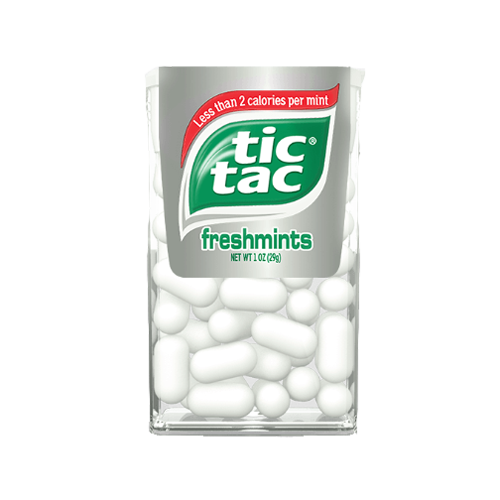 Less than 2 calories per mint
tic®
tac
freshmints
NET WT 1 OZ (29g)